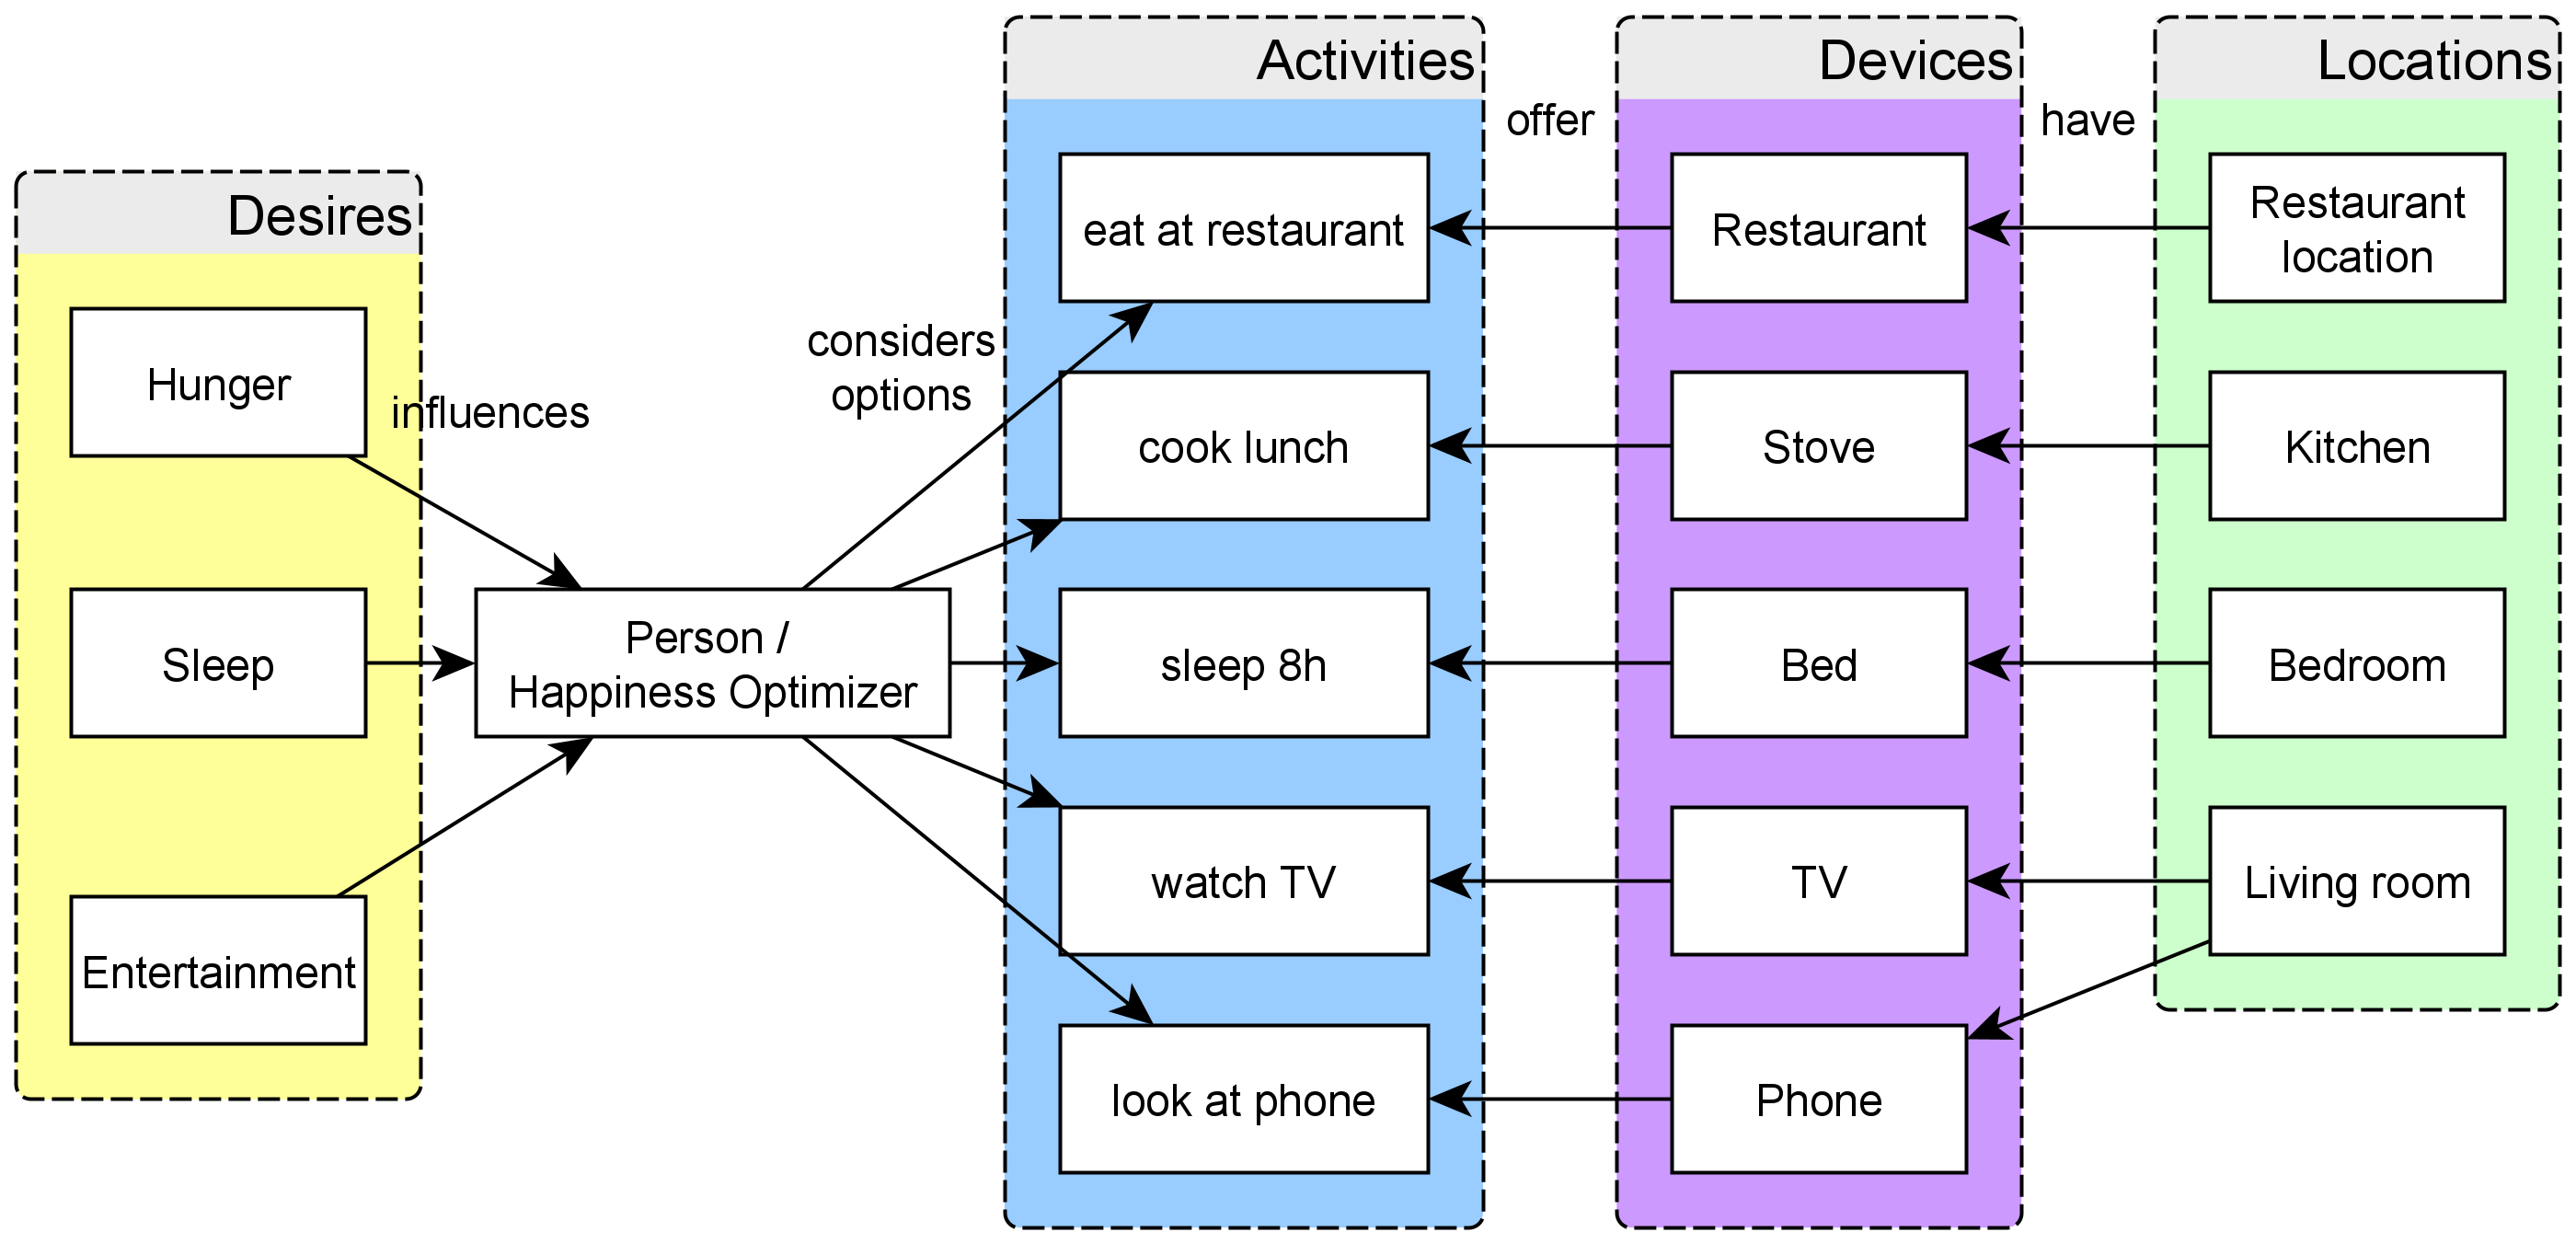 Desires
Hunger
Sleep
Entertainment
influences
Person /
Happiness Optimizer
considers
options
Activities
eat at restaurant
cook lunch
sleep 8h
watch TV
look at phone
offer
Devices
Restaurant
Stove
Bed
TV
Phone
have
Locations
Restaurant
location
Kitchen
Bedroom
Living room